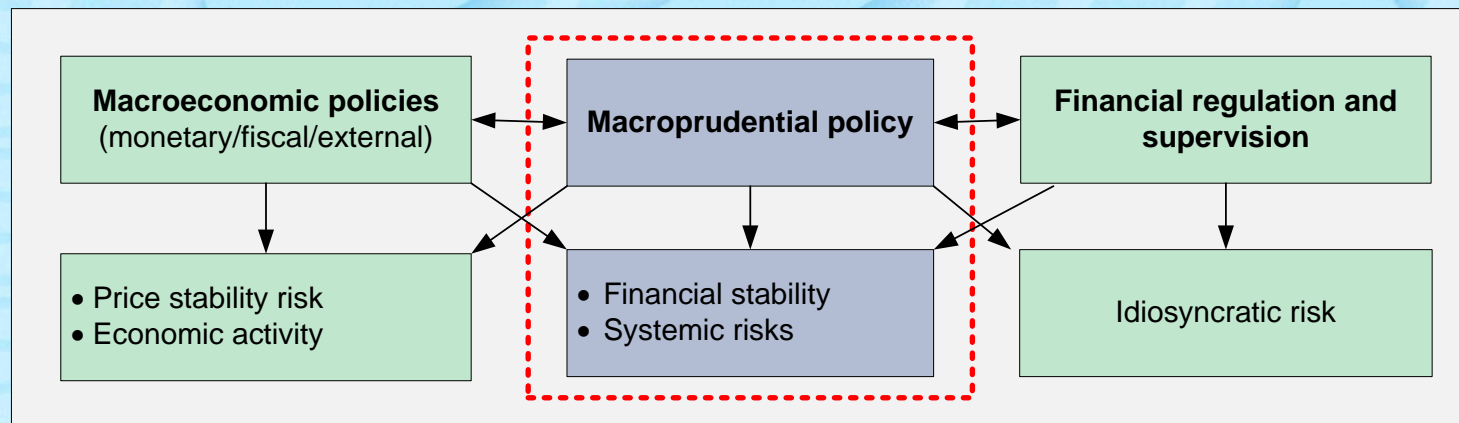 Macroeconomic policies
(monetary/fiscal/external)
Macroprudential policy
Financial regulation and
supervision
• Price stability risk
• Economic activity
• Financial stability
• Systemic risks
Idiosyncratic risk